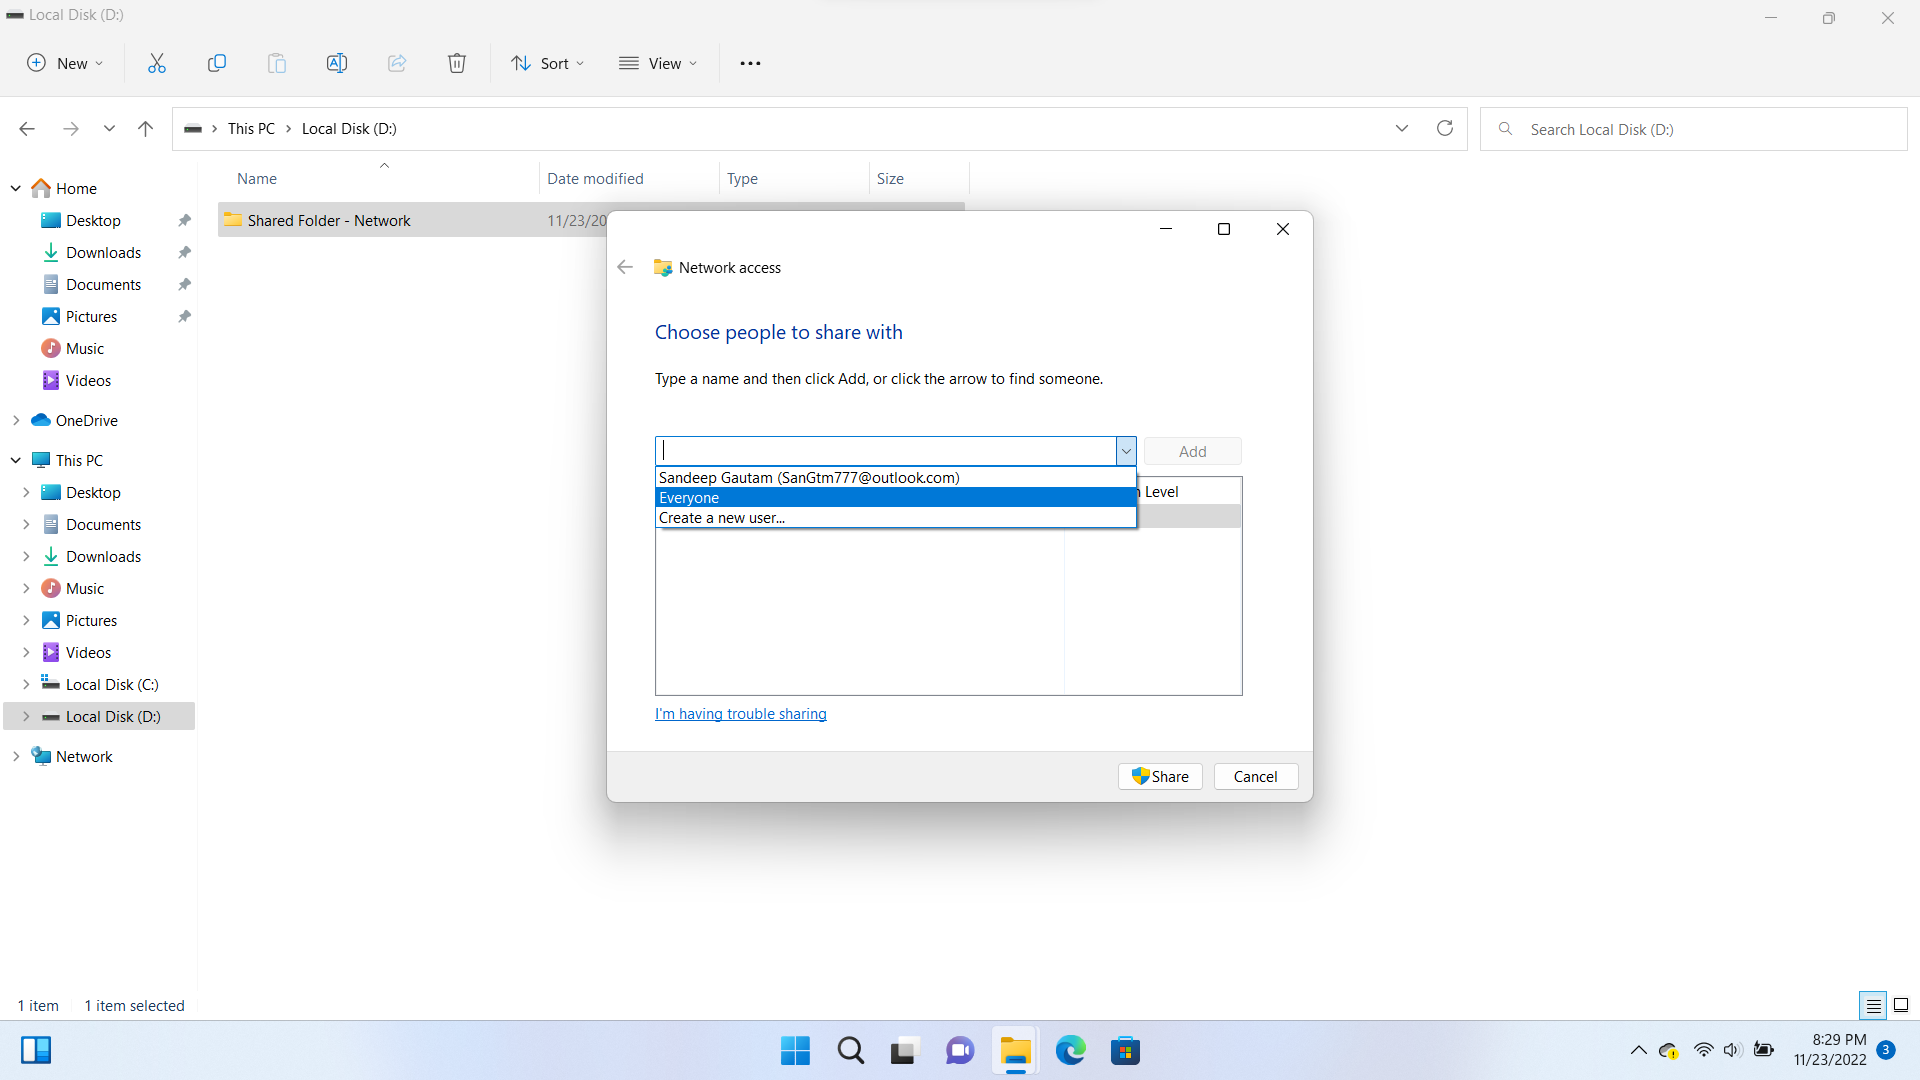 Local Disk (D:)
New
Sort
View
This PC
Local Disk (D:)
Search Local Disk (D:)
Name
Date modified
Type
Size
Shared Folder - Network
11/23/20
Home
Desktop
Downloads
Documents
Pictures
Music
Videos
OneDrive
This PC
Desktop
Documents
Downloads
Music
Pictures
Videos
Local Disk (C:)
Local Disk (D:)
Network
Network access
Choose people to share with
Type a name and then click Add, or click the arrow to find someone.
Add
Sandeep Gautam (SanGtm777@outlook.com)
Everyone
Create a new user...
Level
I'm having trouble sharing
Share
Cancel
1 item
1 item selected
8:29 PM
11/23/2022
3